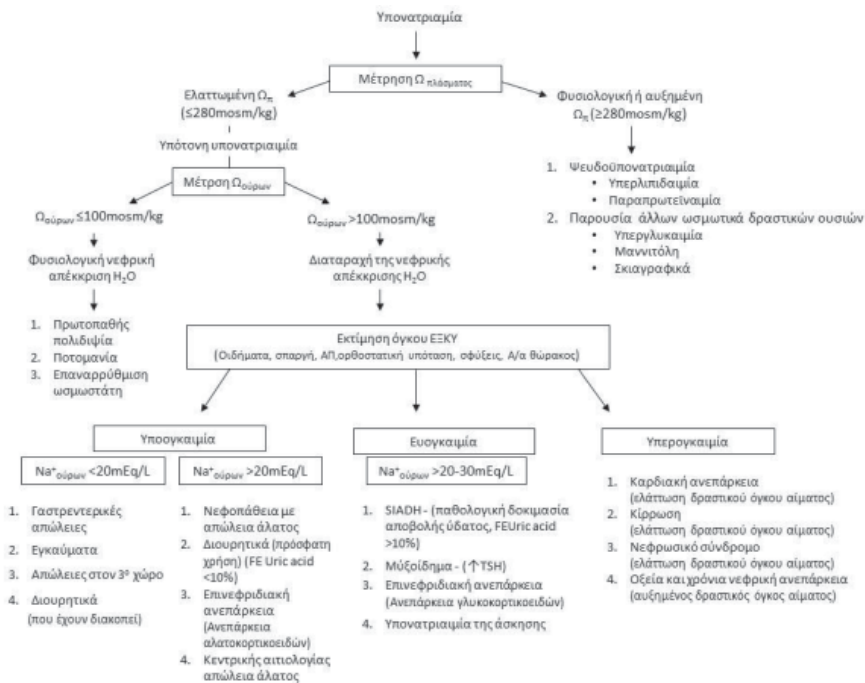 Υπονατριαμία
Μέτρηση Ω πλάσματος
Ελαττωμένη Ωπ
(≤280mosm/kg)
Υπότονη υπονατριαιμία
Μέτρση Ωούρων
Φυσιολογική ή αυξημένη
Ωπ (≥280mosm/kg)
1. Ψευδοϋπονατριαιμία
• Υπερλιπιδαιμία
• Παραπρωτεϊναιμία
2. Παρουσία άλλων ωσμωτικά δραστικών ουσιών
• Υπεργλυκαιμία
• Μαννιτόλη
• Σκιαγραφικά
Ωούρων ≤100mosm/kg
Φυσιολογική νεφρική
απέκκριση H₂O
1. Πρωτοπαθής
πολιδιψία
2. Ποτομανία
3. Επαναρρύθμιση
ωσμωστάτη
Ωούρων >100mosm/kg
Διαταραχή της νεφρικής
απέκκρισης H₂O
Εκτίμηση όγκου ΕΞΚΥ
(Οιδήματα, σπαργή, ΑΠ,ορθοστατική υπόταση, σφύξεις, Α/α θώρακος)
Υποογκαιμία
Na⁺ούρων <20mEq/L
1. Γαστρεντερικές
απώλειες
2. Εγκαύματα
3. Απώλειες στον 3⁰ χώρο
4. Διουρητικά
(που έχουν διακοπεί)
Na⁺ούρων >20mEq/L
1. Νεφοπάθεια με
απώλεια άλατος
2. Διουρητικά (πρόσφατη
χρήση) (FE Uric acid
<10%)
3. Επινεφριδιακή
ανεπάρκεια
(Ανεπάρκεια
αλατοκορτικοειδών)
4. Κεντρικής αιτιολογίας
απώλεια άλατος
Ευογκαιμία
Na⁺ούρων >20-30mEq/L
1. SIADH - (παθολογική δοκιμασία
αποβολής ύδατος, FEUric acid
>10%)
2. Μύξοίδημα - (↑TSH)
3. Επινεφριδιακή ανεπάρκεια
(Ανεπάρκεια γλυκοκορτικοειδών)
4. Υπονατριαιμία της άσκησης
Υπερογκαιμία
1. Καρδιακή ανεπάρκεια
(ελάττωση δραστικού όγκου αίματος)
2. Κίρρωση
(ελάττωση δραστικού όγκου αίματος)
3. Νεφρωσικό σύνδρομο
(ελάττωση δραστικού όγκου αίματος)
4. Οξεία και χρόνια νεφρική ανεπάρκεια
(αυξημένος δραστικός όγκος αίματος)